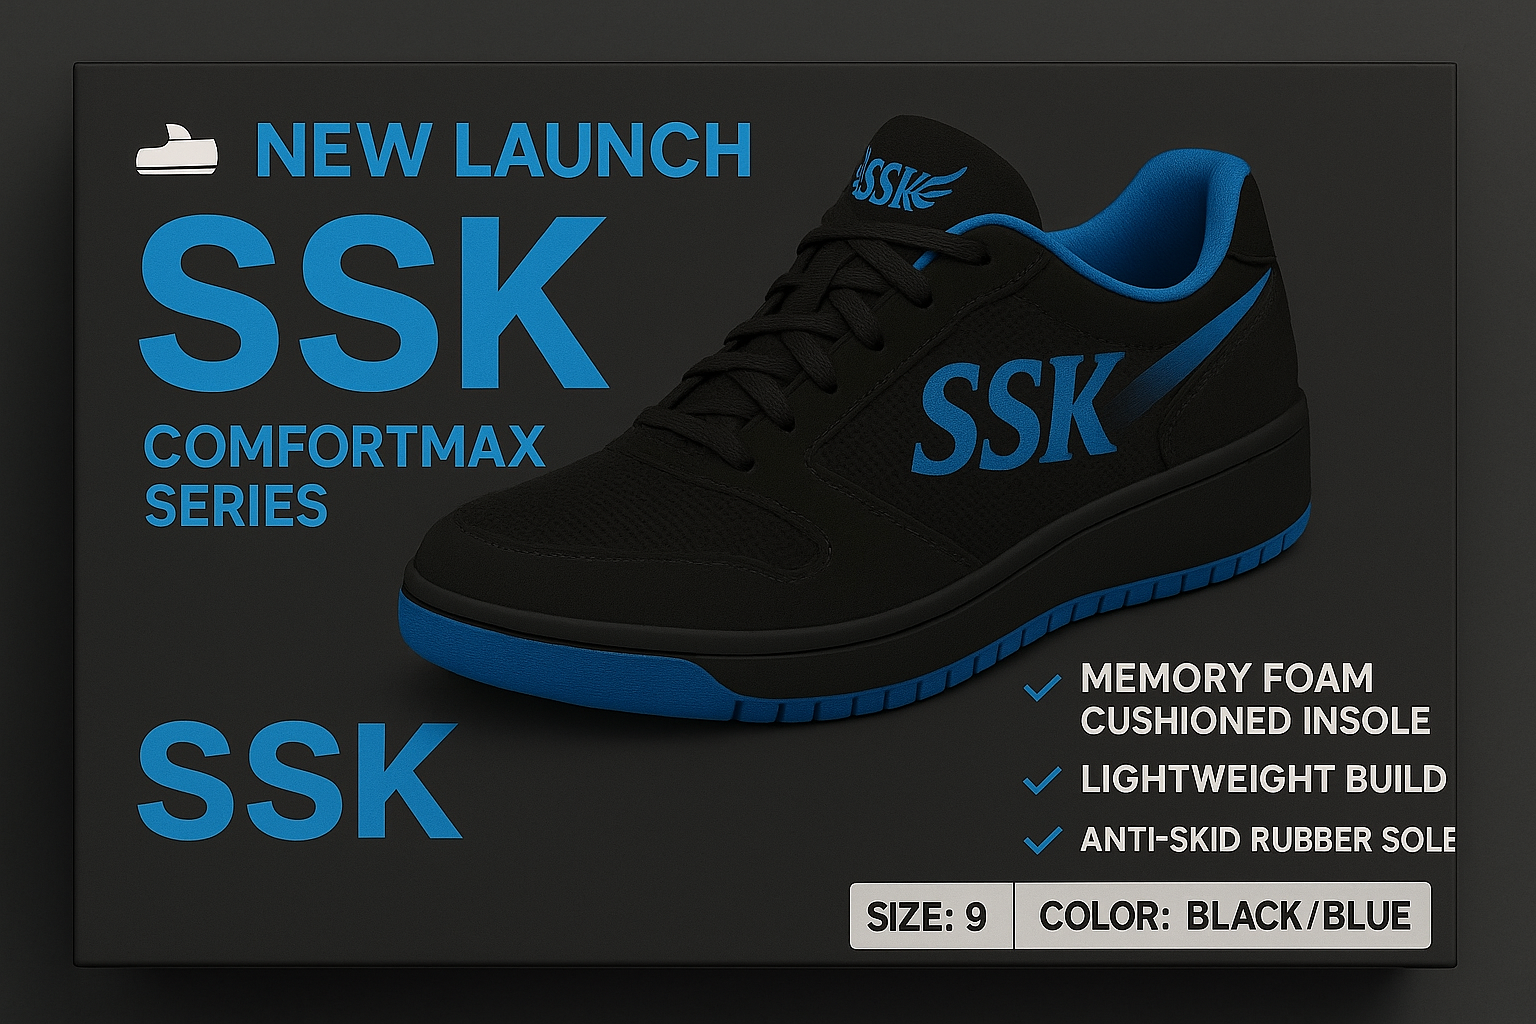 NEW LAUNCH
SSK
COMFORTMAX
SERIES
SSK
SSK
SSK
MEMORY FOAM
CUSHIONED INSOLE
LIGHTWEIGHT BUILD
ANTI-SKID RUBBER SOLE
SIZE: 9
COLOR: BLACK/BLUE